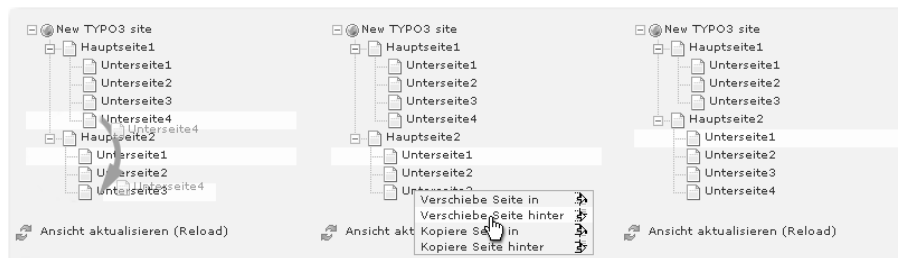 New TYPO3 site
Hauptseite1
Unterseite1
Unterseite2
Unterseite3
Unterseite4
Unterseite4
Hauptseite2
Unterseite1
Unterseite2
Unterseite3
Unterseite4
Ansicht aktualisieren (Reload)
New TYPO3 site
Hauptseite1
Unterseite1
Unterseite2
Unterseite3
Unterseite4
Hauptseite2
Unterseite1
Unterseite2
Verschiebe Seite in
Verschiebe Seite hinter
Kopiere Seite in
Kopiere Seite hinter
Ansicht akt
New TYPO3 site
Hauptseite1
Unterseite1
Unterseite2
Unterseite3
Hauptseite2
Unterseite1
Unterseite2
Unterseite3
Unterseite4
Ansicht aktualisieren (Reload)